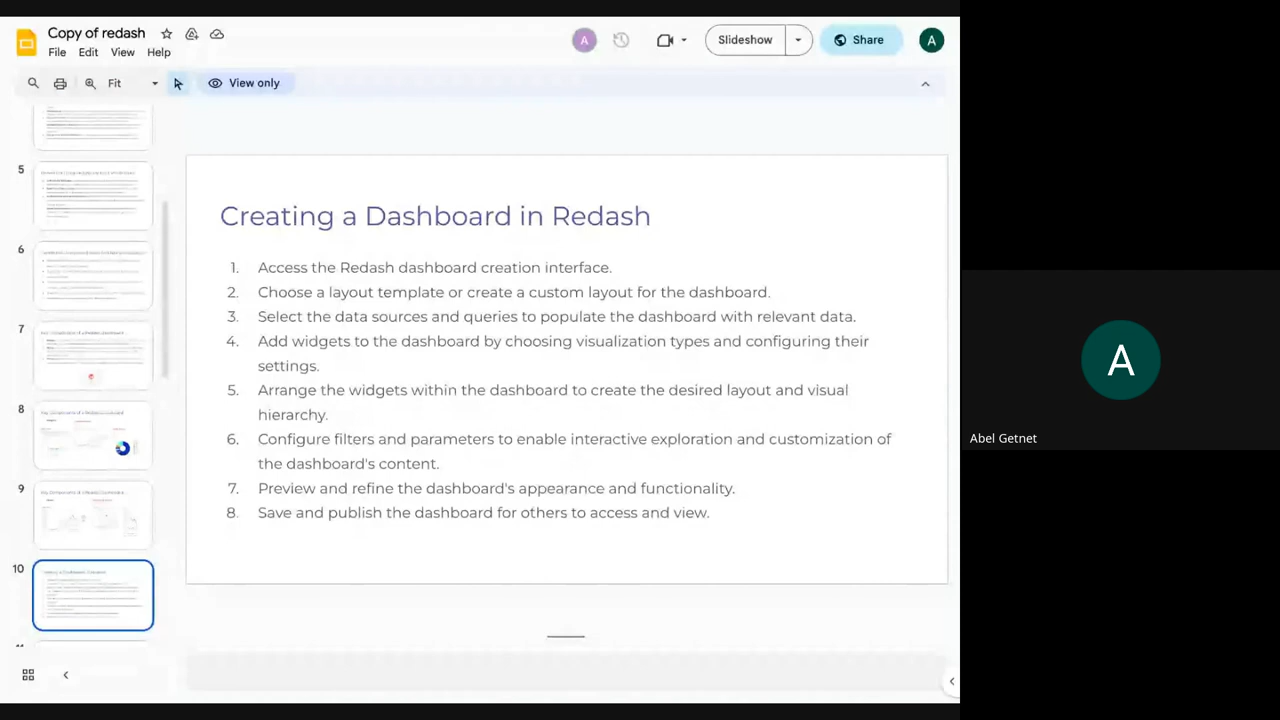 Copy of redash
File Edit View Help
A
Slideshow
Share
A
Fit
View only
5
6
7
8
9
10
Creating a Dashboard in Redash
1. Access the Redash dashboard creation interface.
2. Choose a layout template or create a custom layout for the dashboard.
3. Select the data sources and queries to populate the dashboard with relevant data.
4. Add widgets to the dashboard by choosing visualization types and configuring their
settings.
5. Arrange the widgets within the dashboard to create the desired layout and visual
hierarchy.
6. Configure filters and parameters to enable interactive exploration and customization of
the dashboard's content.
7. Preview and refine the dashboard's appearance and functionality.
8. Save and publish the dashboard for others to access and view.
A
Abel Getnet